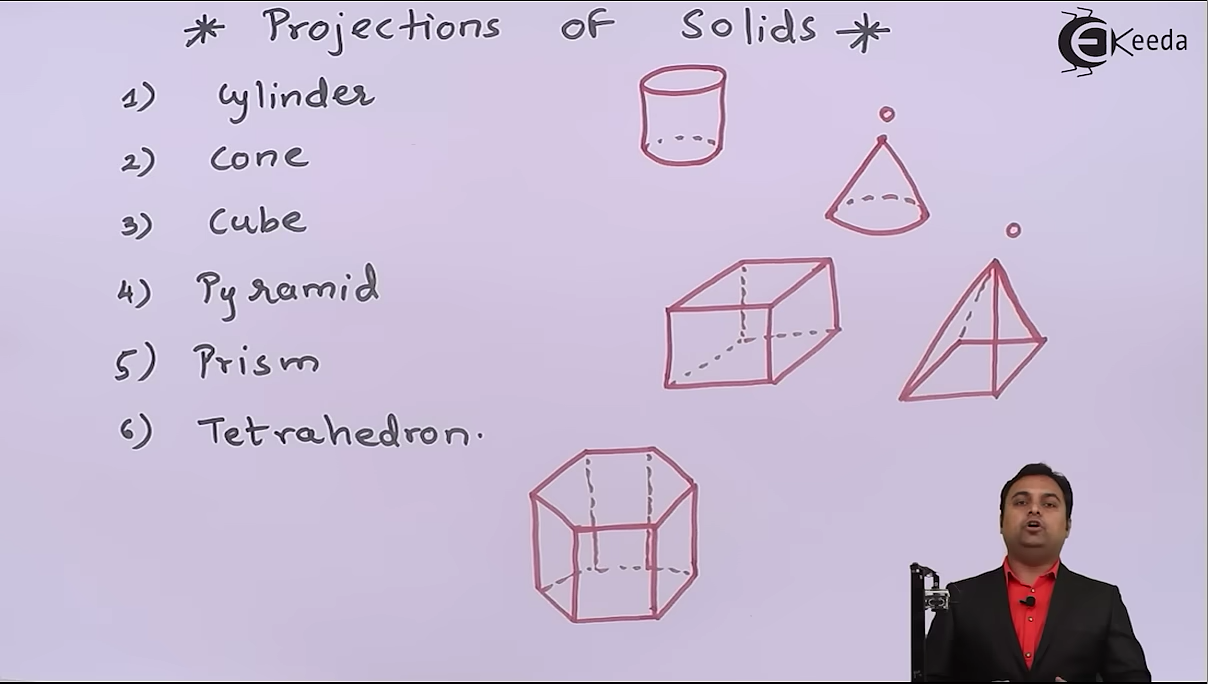 * Projections of Solids *
Ekeeda
1) Cylinder
2) Cone
3) Cube
4) Pyramid
5) Prism
6) Tetrahedron.